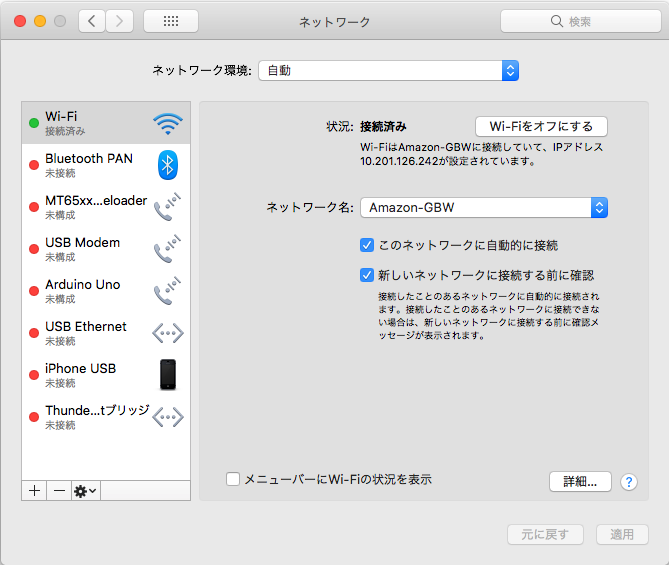 ネットワーク
検索
ネットワーク環境: 自動
Wi-Fi
接続済み
Bluetooth PAN
未接続
MT65xx...eloader
未構成
USB Modem
未構成
Arduino Uno
未構成
USB Ethernet
未接続
iPhone USB
未接続
Thunde...tブリッジ
未接続
状況: 接続済み
Wi-Fiをオフにする
Wi-FiはAmazon-GBWに接続していて、IPアドレス
10.201.126.242が設定されています。
ネットワーク名: Amazon-GBW
このネットワークに自動的に接続
新しいネットワークに接続する前に確認
接続したことのあるネットワークに自動的に接続され
ます。接続したことのあるネットワークに接続できな
い場合は、新しいネットワークに接続する前に確認メ
ッセージが表示されます。
メニューバーにWi-Fiの状況を表示
詳細...
?
元に戻す
適用